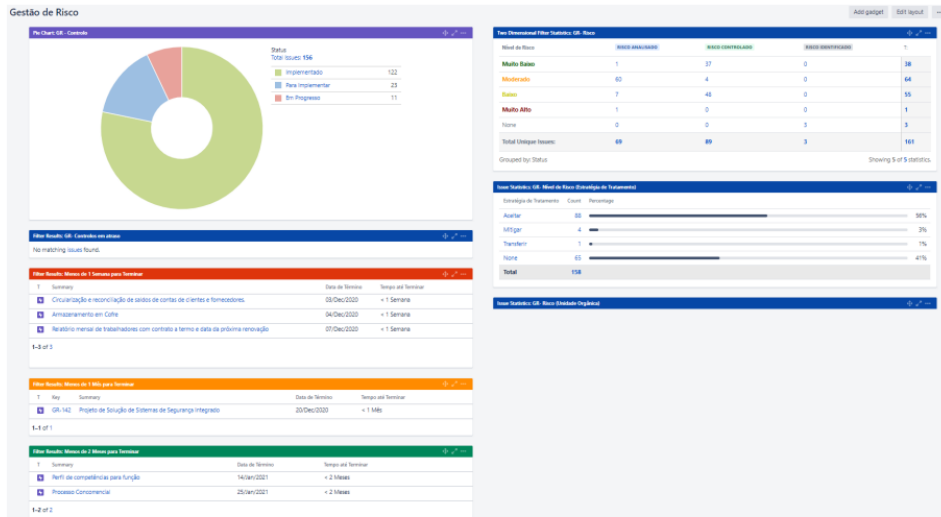 Gestão de Risco
Add gadget Edit layout ...
Pie Chart: GR - Controlo
Status
Total Issues: 156
Implementado 122
Para Implementar 23
Em Progresso 11
Filter Results: GR- Controlos em atraso
No matching issues found.
Filter Results: Menos de 1 Semana para Terminar
T Summary Data de Término Tempo até Terminar
Circularização e reconciliação de saldos de contas de clientes e fornecedores. 03/Dec/2020 < 1 Semana
Armazenamento em Cofre 04/Dec/2020 < 1 Semana
Relatório mensal de trabalhadores com contrato a termo e data da próxima renovação 07/Dec/2020 < 1 Semana
1–3 of 3
Filter Results: Menos de 1 Mês para Terminar
T Key Summary Data de Término Tempo até Terminar
GR-142 Projeto de Solução de Sistemas de Segurança Integrado 20/Dec/2020 < 1 Mês
1–1 of 1
Filter Results: Menos de 2 Meses para Terminar
T Summary Data de Término Tempo até Terminar
Perfil de competências para função 14/Jan/2021 < 2 Meses
Processo Concorrencial 25/Jan/2021 < 2 Meses
1–2 of 2
Two Dimensional Filter Statistics: GR- Risco
Nível de Risco RISCO ANALISADO RISCO CONTROLADO RISCO IDENTIFICADO T:
Muito Baixo 1 37 0 38
Moderado 60 4 0 64
Baixo 7 48 0 55
Muito Alto 1 0 0 1
None 0 0 3 3
Total Unique Issues: 69 89 3 161
Grouped by: Status Showing 5 of 5 statistics.
Issue Statistics: GR- Nível de Risco (Estratégia de Tratamento)
Estratégia de Tratamento Count Percentage
Aceitar 88 56%
Mitigar 4 3%
Transferir 1 1%
None 65 41%
Total 158
Issue Statistics: GR- Risco (Unidade Orgânica)